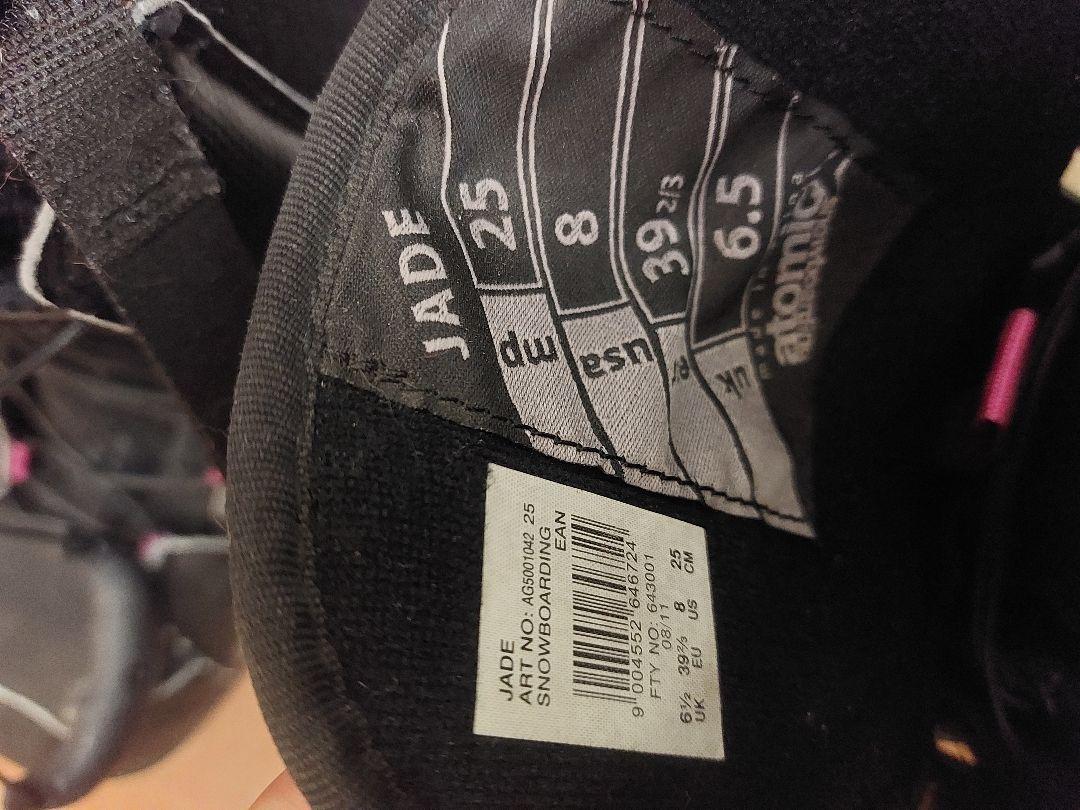 JADE
25
mp
8
usa
39 2/3
6.5
uk
atomic
JADE
ART NO: AG5001042 25
SNOWBOARDING
EAN
9 004552 646724
FTY NO: 643001
08/11
6½ 39⅔ 8 25
UK EU US CM